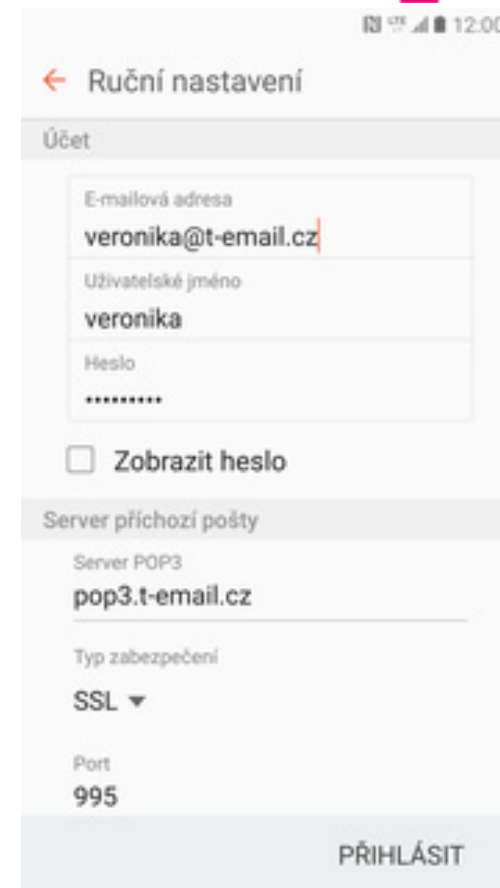 12:00
Ruční nastavení
Účet
E-mailová adresa
veronika@t-email.cz
Uživatelské jméno
veronika
Heslo
•••••••••
Zobrazit heslo
Server příchozí pošty
Server POP3
pop3.t-email.cz
Typ zabezpečení
SSL
Port
995
PŘIHLÁSIT